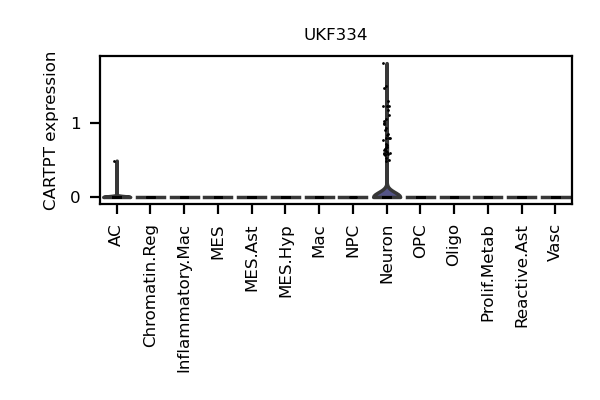 UKF334
CARTPT expression
1
0
AC
Chromatin.Reg
Inflammatory.Mac
MES
MES.Ast
MES.Hyp
Mac
NPC
Neuron
OPC
Oligo
Prolif.Metab
Reactive.Ast
Vasc